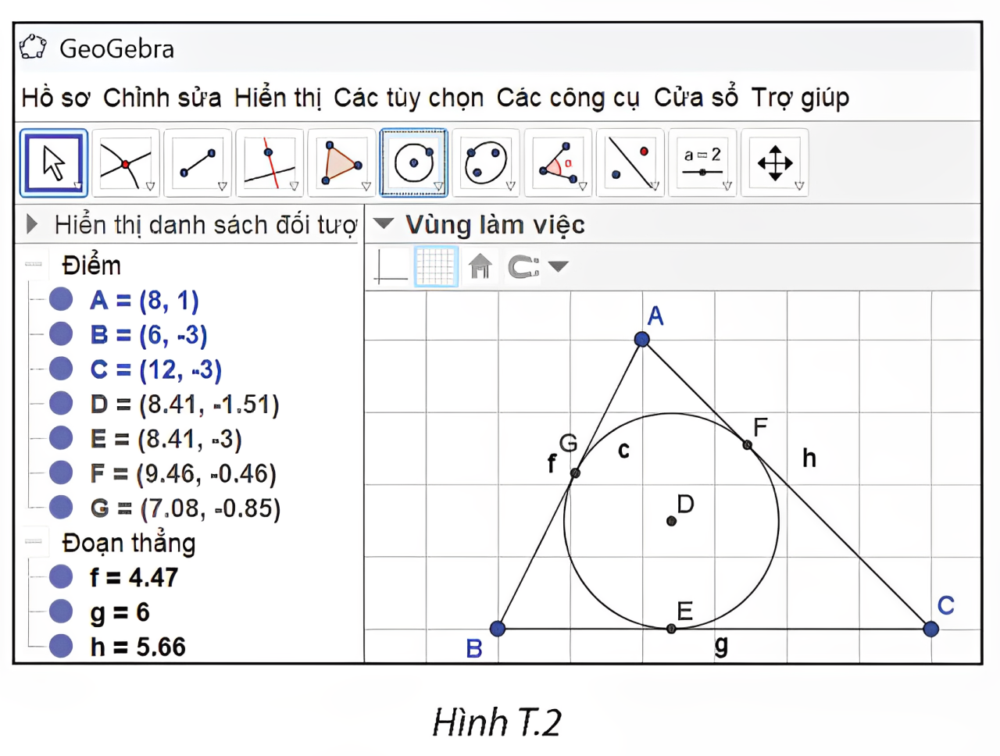 GeoGebra
Hồ sơ Chỉnh sửa Hiển thị Các tùy chọn Các công cụ Cửa sổ Trợ giúp
α
a = 2
Hiển thị danh sách đối tượ
Vùng làm việc
Điểm
A = (8, 1)
B = (6, -3)
C = (12, -3)
D = (8.41, -1.51)
E = (8.41, -3)
F = (9.46, -0.46)
G = (7.08, -0.85)
Đoạn thẳng
f = 4.47
g = 6
h = 5.66
A
F
G
c
f
h
D
E
C
B
g
Hình T.2